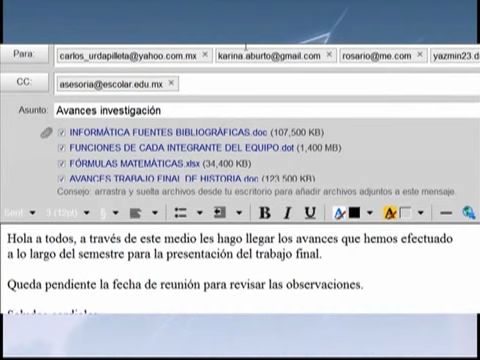 Para: carlos_urdapilleta@yahoo.com.mx × karina.aburto@gmail.com × rosario@me.com × yazmin23.d
CC: asesoria@escolar.edu.mx ×
Asunto: Avances investigación
INFORMÁTICA FUENTES BIBLIOGRÁFICAS.doc (107,500 KB)
FUNCIONES DE CADA INTEGRANTE DEL EQUIPO.dot (1,400 MB)
FÓRMULAS MATEMÁTICAS.xlsx (34,400 KB)
AVANCES TRABAJO FINAL DE HISTORIA.doc (123,500 KB)
Consejo: arrastra y suelta archivos desde tu escritorio para añadir archivos adjuntos a este mensaje.
B I U A A
Hola a todos, a través de este medio les hago llegar los avances que hemos efectuado
a lo largo del semestre para la presentación del trabajo final.
Queda pendiente la fecha de reunión para revisar las observaciones.